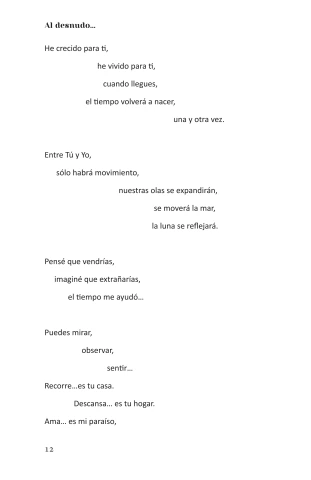 Al desnudo...
He crecido para ti,
he vivido para ti,
cuando llegues,
el tiempo volverá a nacer,
una y otra vez.
Entre Tú y Yo,
sólo habrá movimiento,
nuestras olas se expandirán,
se moverá la mar,
la luna se reflejará.
Pensé que vendrías,
imaginé que extrañarías,
el tiempo me ayudó...
Puedes mirar,
observar,
sentir...
Recorre...es tu casa.
Descansa... es tu hogar.
Ama... es mi paraíso,
12